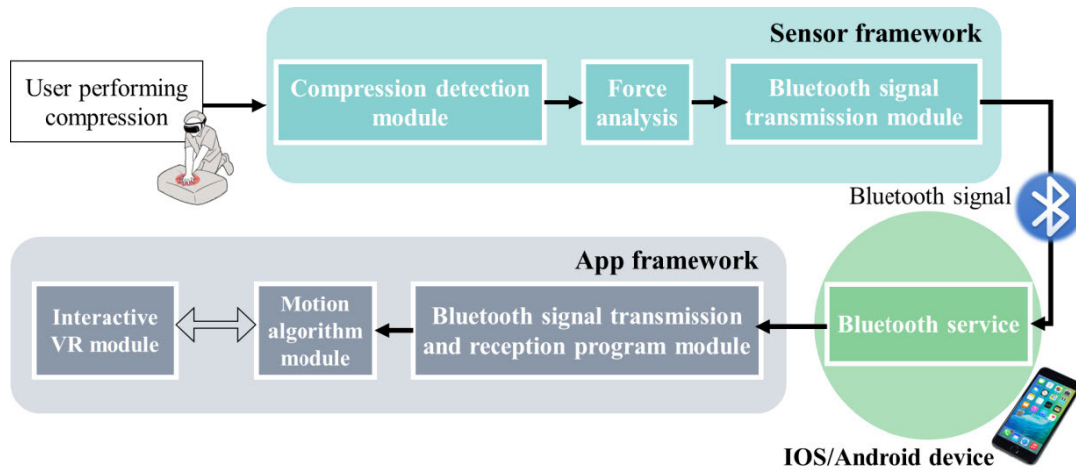 Sensor framework
User performing
compression
Compression detection
module
Force
analysis
Bluetooth signal
transmission module
Bluetooth signal
App framework
Interactive
VR module
Motion
algorithm
module
Bluetooth signal transmission
and reception program module
Bluetooth service
IOS/Android device